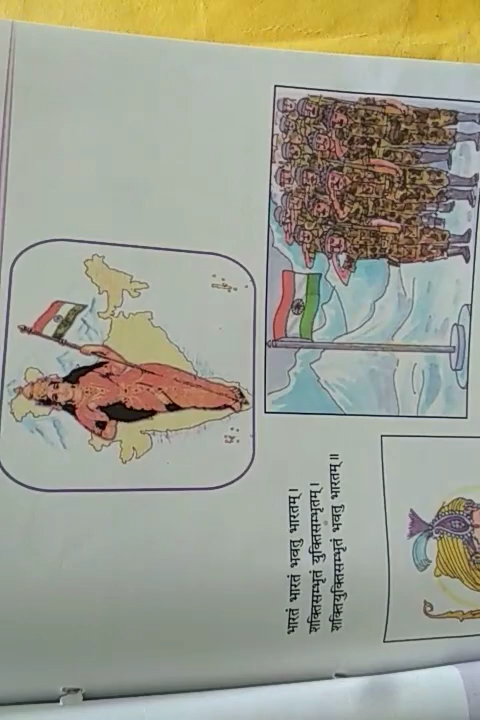 भारतं भारतं भवतु भारतम्।
शक्तिसम्भृतं युक्तिसम्भृतम्।
शक्तियुक्तिसम्भृतं भवतु भारतम्॥